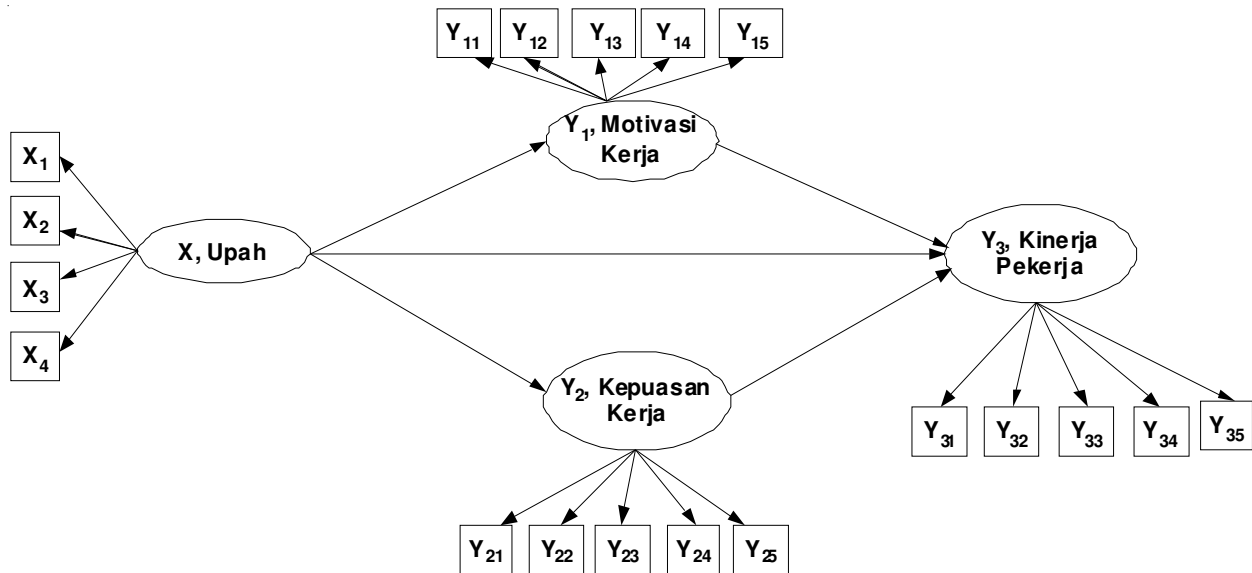 Y11 Y12 Y13 Y14 Y15
Y1, Motivasi
Kerja
X1
X2
X3
X4
X, Upah
Y3, Kinerja
Pekerja
Y2, Kepuasan
Kerja
Y31 Y32 Y33 Y34 Y35
Y21 Y22 Y23 Y24 Y25